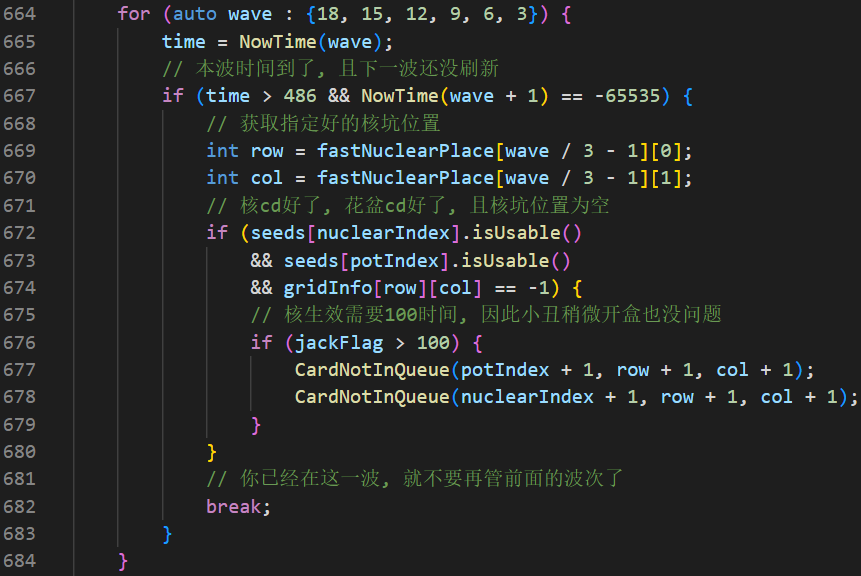 664 for (auto wave : {18, 15, 12, 9, 6, 3}) {
665 time = NowTime(wave);
666 // 本波时间到了, 且下一波还没刷新
667 if (time > 486 && NowTime(wave + 1) == -65535) {
668 // 获取指定好的核坑位置
669 int row = fastNuclearPlace[wave / 3 - 1][0];
670 int col = fastNuclearPlace[wave / 3 - 1][1];
671 // 核cd好了, 花盆cd好了, 且核坑位置为空
672 if (seeds[nuclearIndex].isUsable()
673 && seeds[potIndex].isUsable()
674 && gridInfo[row][col] == -1) {
675 // 核生效需要100时间, 因此小丑稍微开盒也没问题
676 if (jackFlag > 100) {
677 CardNotInQueue(potIndex + 1, row + 1, col + 1);
678 CardNotInQueue(nuclearIndex + 1, row + 1, col + 1);
679 }
680 }
681 // 你已经在这一波, 就不要再管前面的波次了
682 break;
683 }
684 }